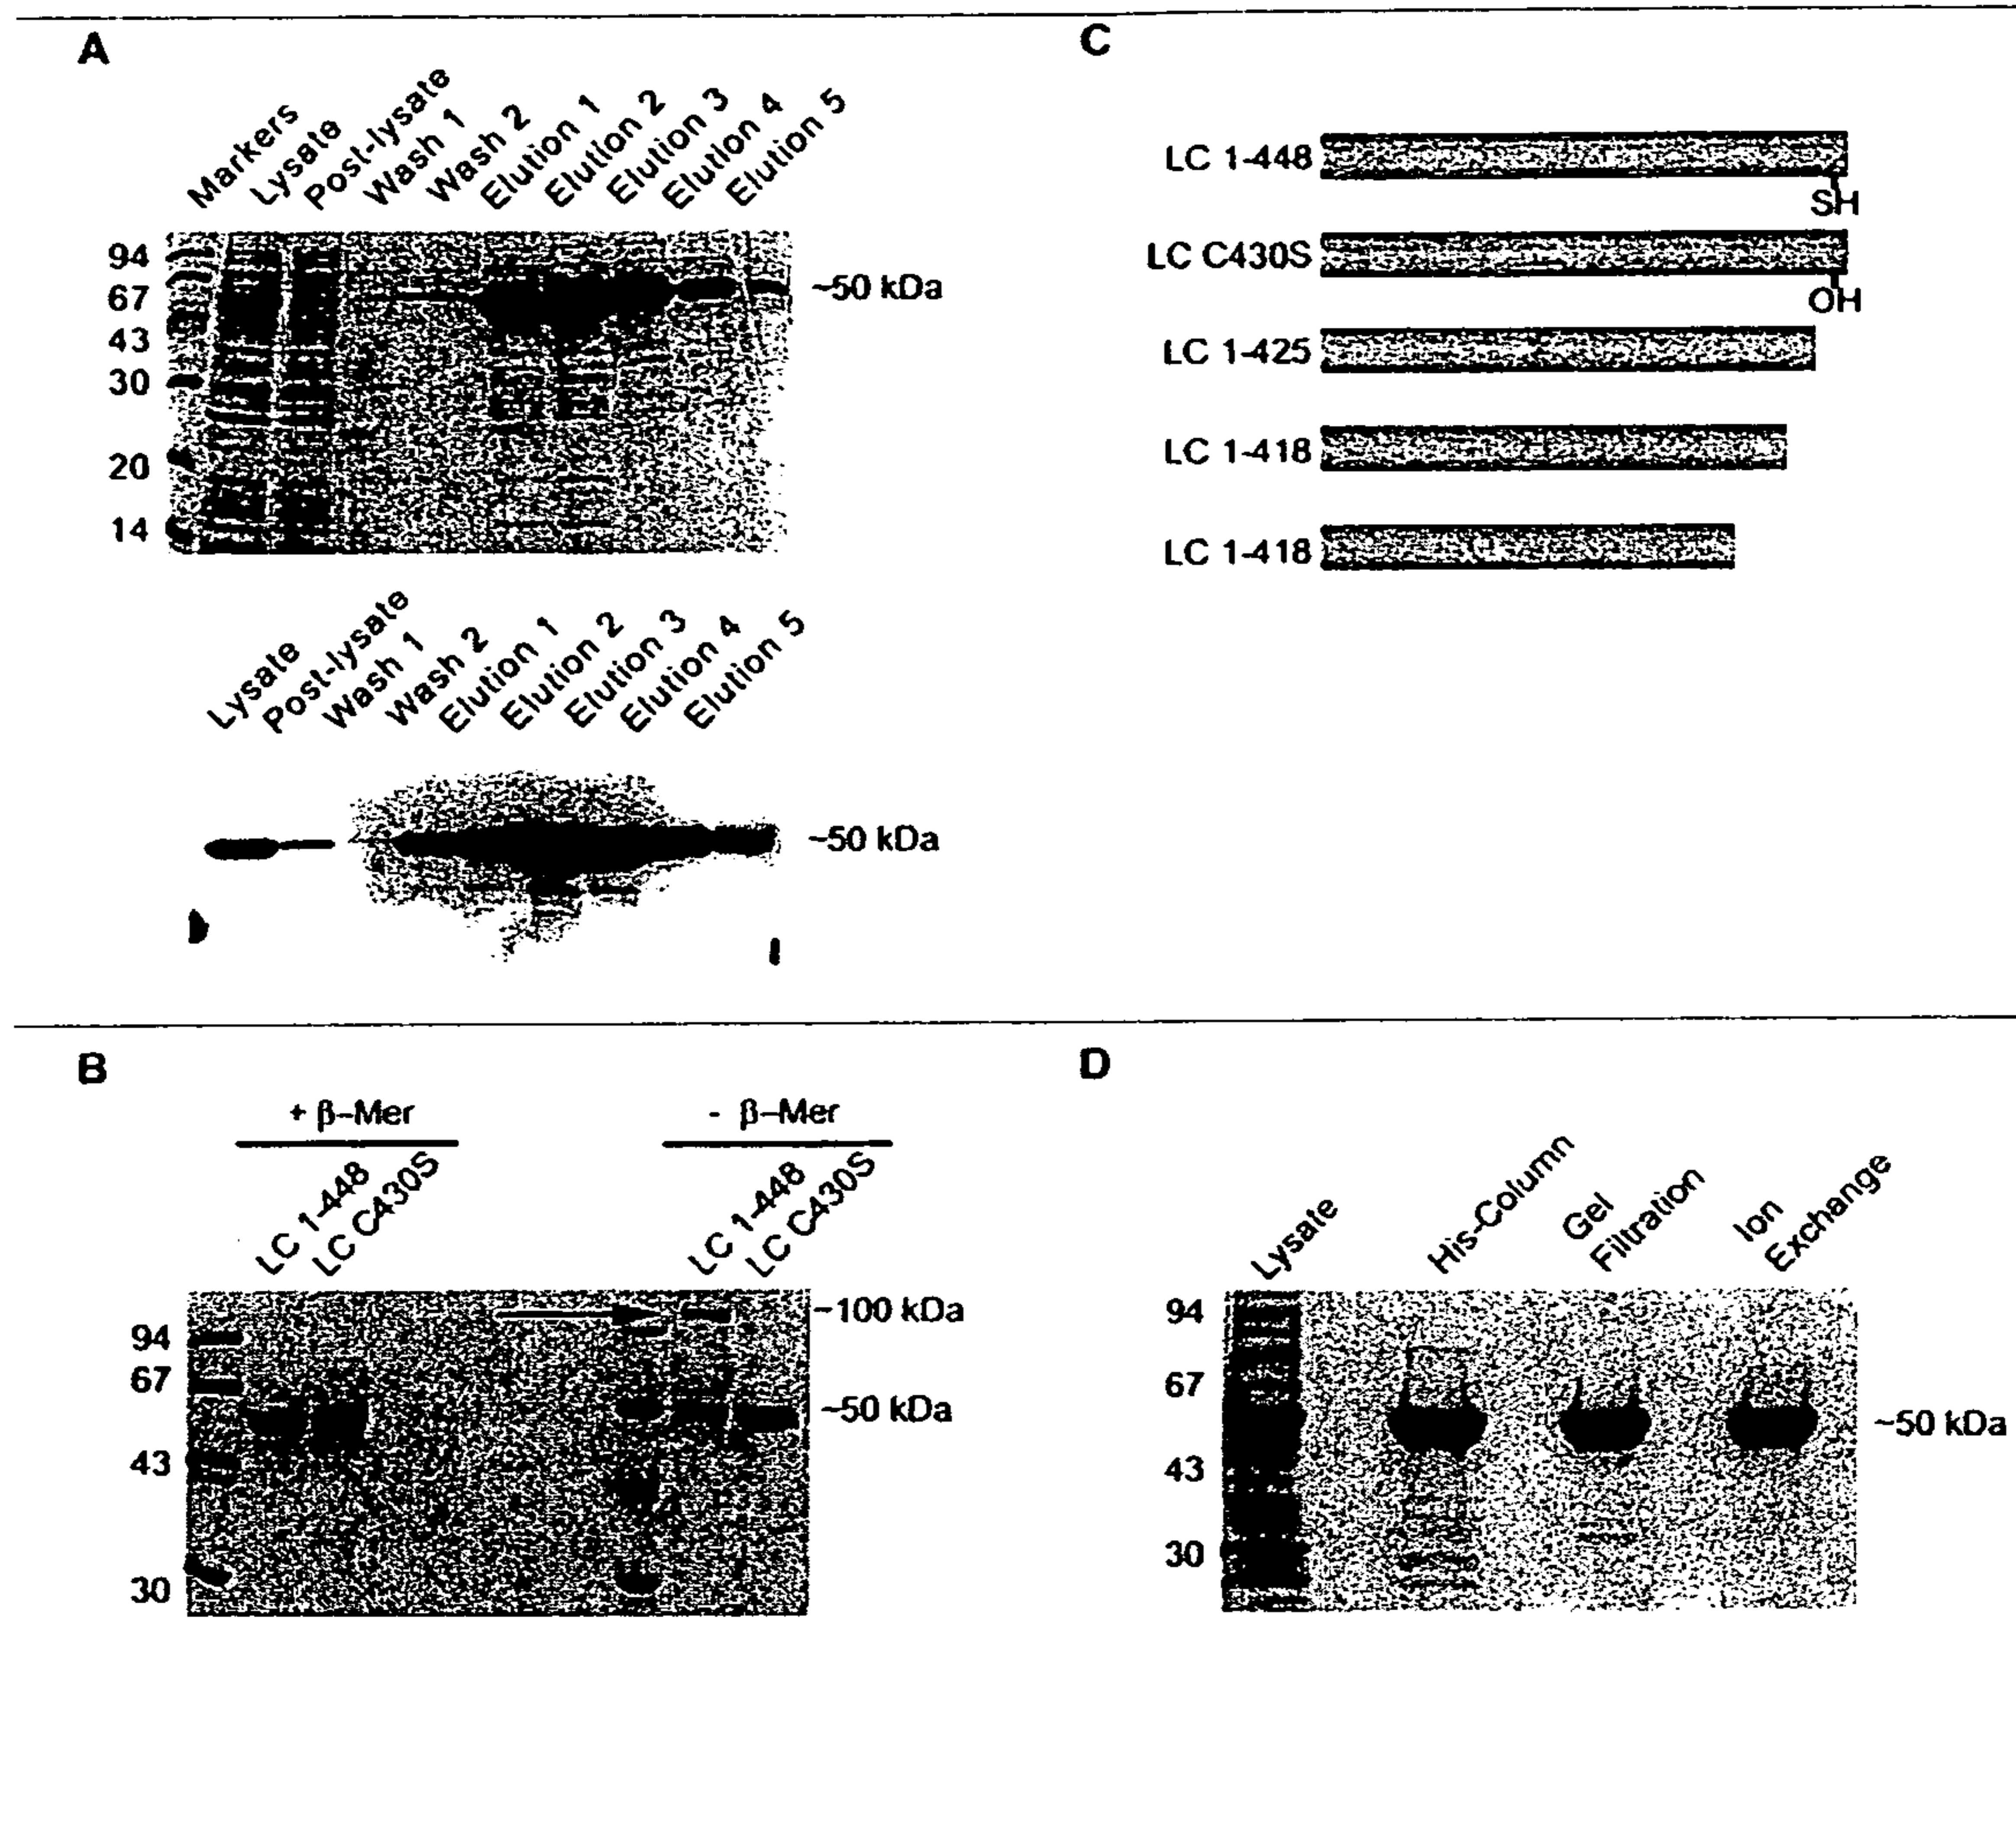 A
Markers
Lysate
Post-lysate
Wash 1
Wash 2
Elution 1
Elution 2
Elution 3
Elution 4
Elution 5
94
67
43
30
20
14
~50 kDa
Lysate
Post-lysate
Wash 1
Wash 2
Elution 1
Elution 2
Elution 3
Elution 4
Elution 5
~50 kDa
C
LC 1-448
SH
LC C430S
OH
LC 1-425
LC 1-418
LC 1-418
B
+ β-Mer
- β-Mer
LC 1-448
LC C430S
LC 1-448
LC C430S
94
67
43
30
~100 kDa
~50 kDa
D
Lysate
His-Column
Gel
Filtration
Ion
Exchange
94
67
43
30
~50 kDa